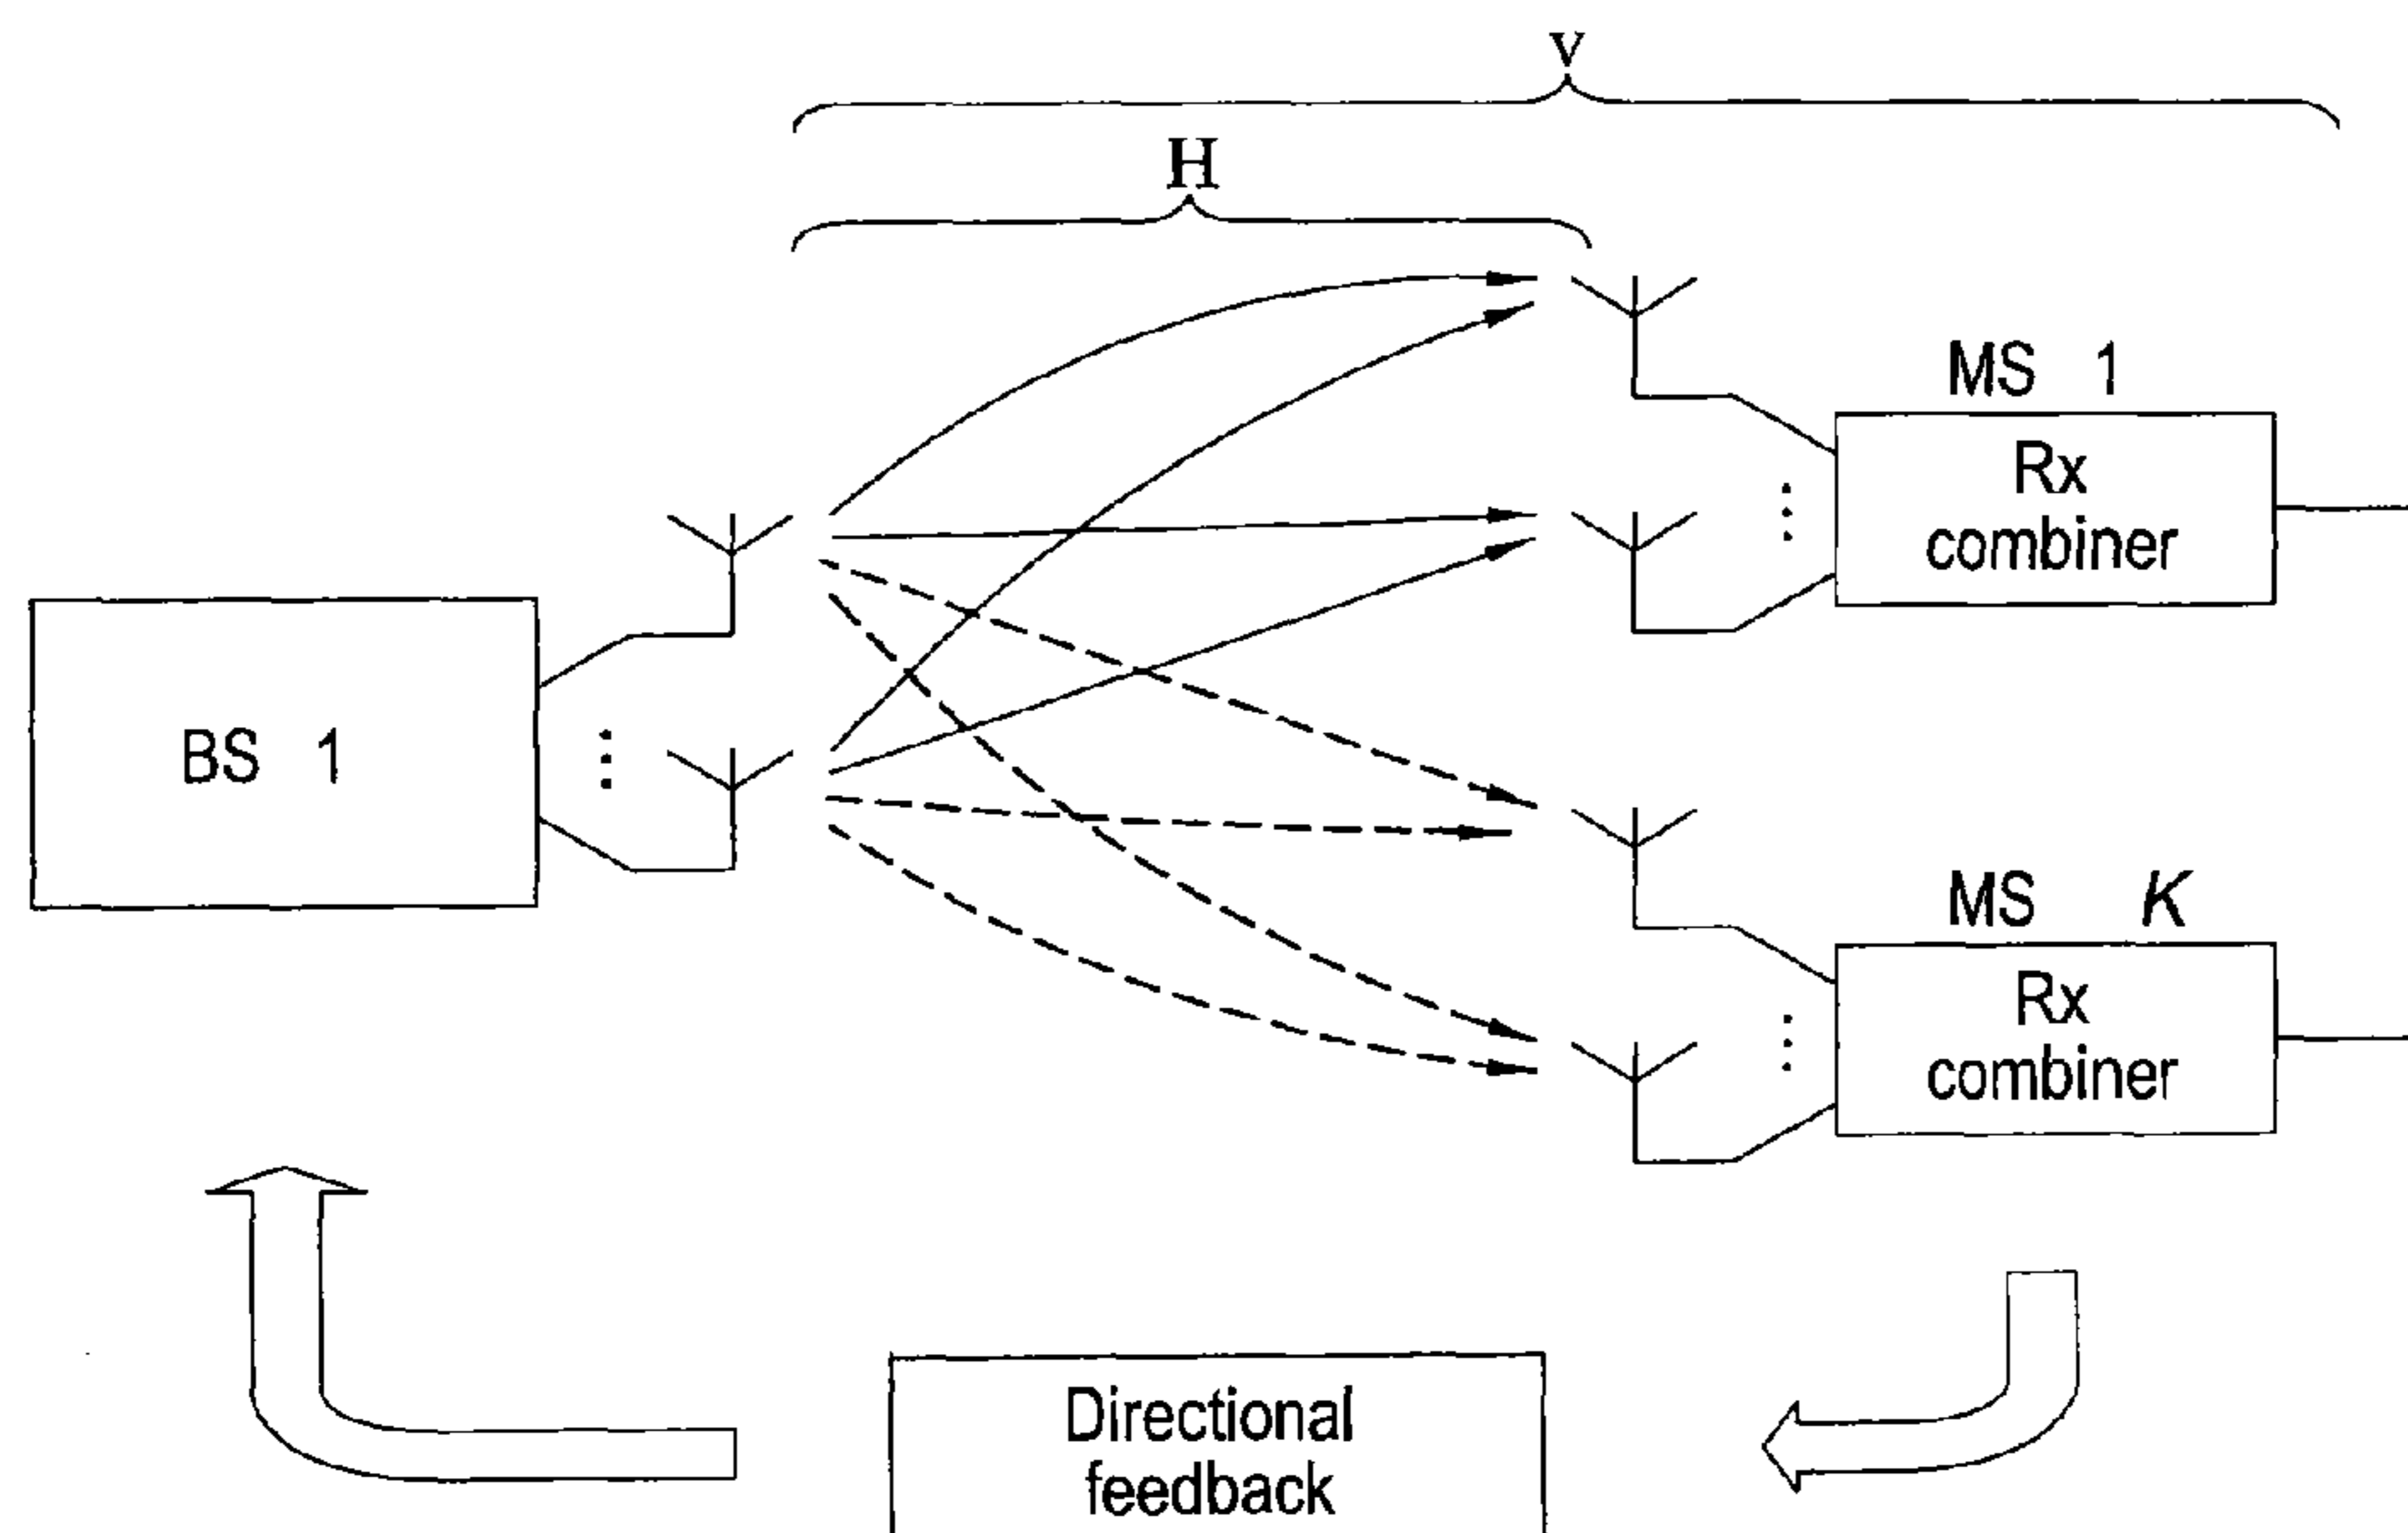 v
H
MS 1
Rx
combiner
BS 1
MS K
Rx
combiner
Directional
feedback